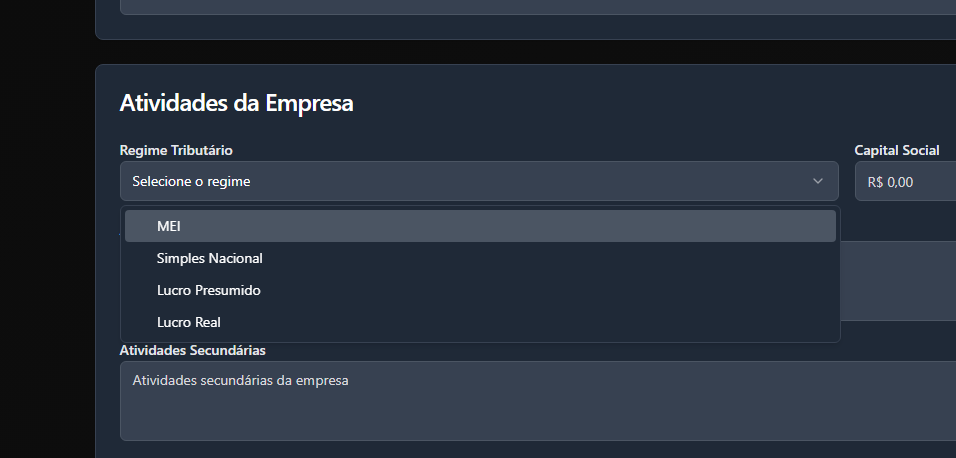 Atividades da Empresa
Regime Tributário
Capital Social
Selecione o regime
R$ 0,00
MEI
Simples Nacional
Lucro Presumido
Lucro Real
Atividades Secundárias
Atividades secundárias da empresa